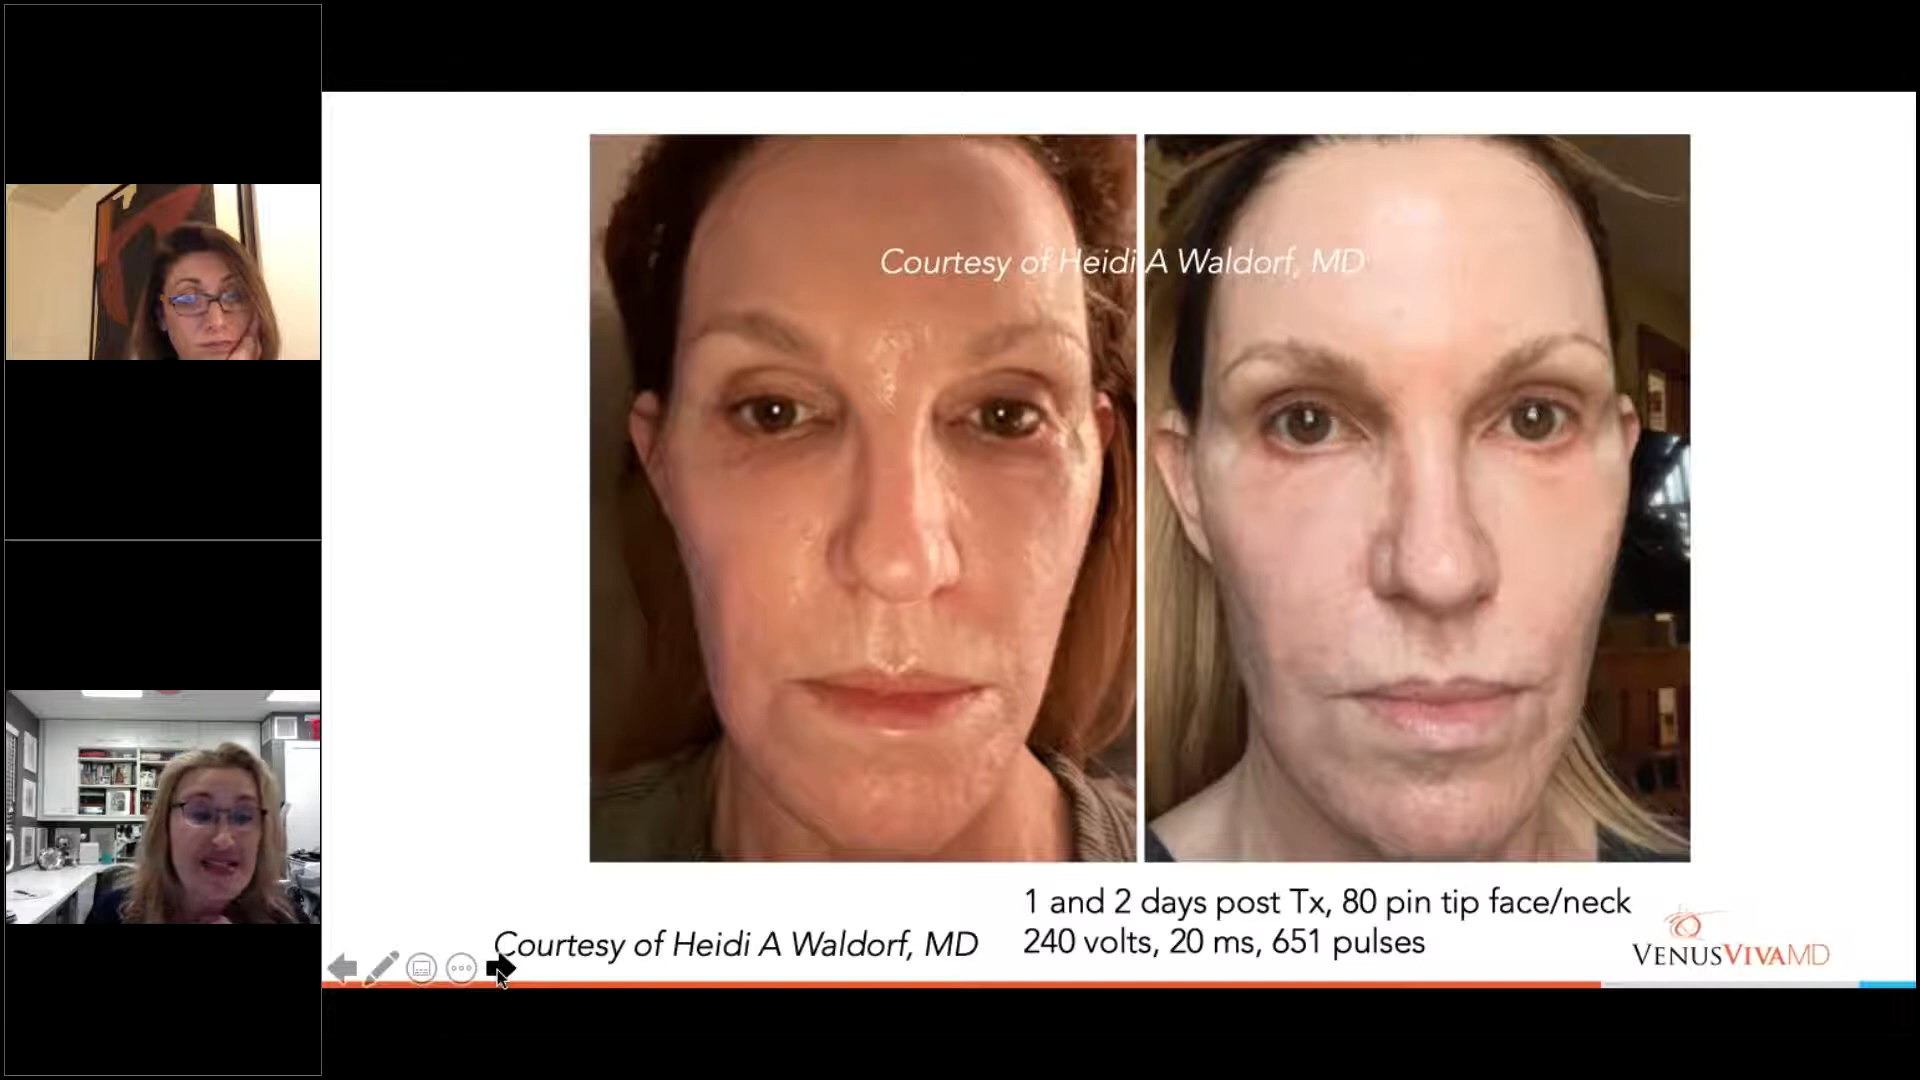 Courtesy of Heidi A Waldorf, MD
1 and 2 days post Tx, 80 pin tip face/neck
240 volts, 20 ms, 651 pulses
Courtesy of Heidi A Waldorf, MD
VENUSVIVAMD